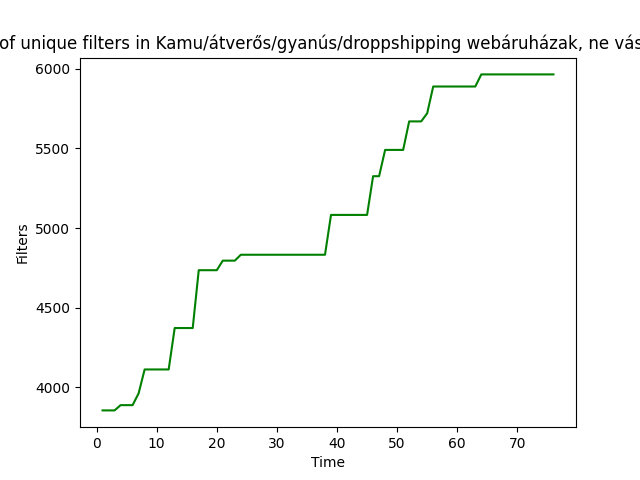 of unique filters in Kamu/átverős/gyanús/droppshipping webáruházak, ne vás
6000
5500
5000
4500
4000
Filters
0 10 20 30 40 50 60 70
Time